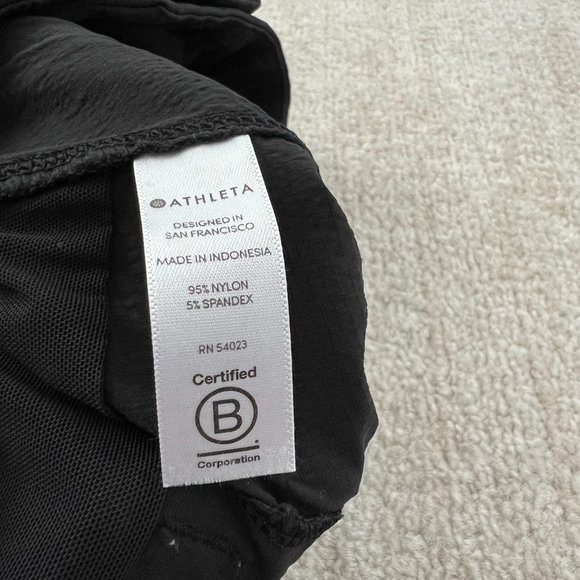 ATHLETA
DESIGNED IN
SAN FRANCISCO
MADE IN INDONESIA
95% NYLON
5% SPANDEX
RN 54023
Certified
B
Corporation